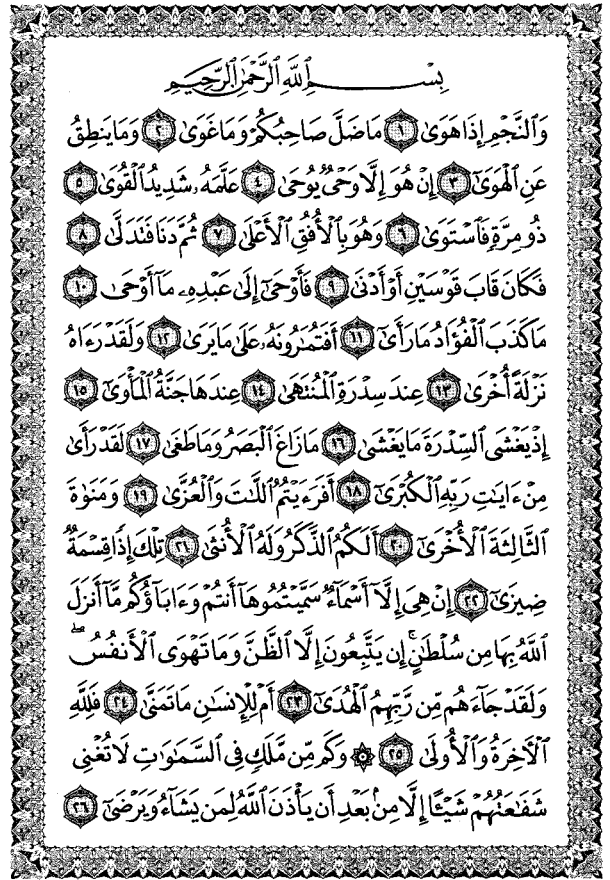 بِسْمِ ٱللَّهِ ٱلرَّحْمَٰنِ ٱلرَّحِيمِ
وَٱلنَّجْمِ إِذَا هَوَىٰ ١ مَا ضَلَّ صَاحِبُكُمْ وَمَا غَوَىٰ ٢ وَمَا يَنطِقُ
عَنِ ٱلْهَوَىٰٓ ٣ إِنْ هُوَ إِلَّا وَحْىٌ يُوحَىٰ ٤ عَلَّمَهُۥ شَدِيدُ ٱلْقُوَىٰ ٥
ذُو مِرَّةٍ فَٱسْتَوَىٰ ٦ وَهُوَ بِٱلْأُفُقِ ٱلْأَعْلَىٰ ٧ ثُمَّ دَنَا فَتَدَلَّىٰ ٨
فَكَانَ قَابَ قَوْسَيْنِ أَوْ أَدْنَىٰ ٩ فَأَوْحَىٰٓ إِلَىٰ عَبْدِهِۦ مَآ أَوْحَىٰ ١٠
مَا كَذَبَ ٱلْفُؤَادُ مَا رَأَىٰٓ ١١ أَفَتُمَٰرُونَهُۥ عَلَىٰ مَا يَرَىٰ ١٢ وَلَقَدْ رَءَاهُ
نَزْلَةً أُخْرَىٰ ١٣ عِندَ سِدْرَةِ ٱلْمُنتَهَىٰ ١٤ عِندَهَا جَنَّةُ ٱلْمَأْوَىٰٓ ١٥
إِذْ يَغْشَى ٱلسِّدْرَةَ مَا يَغْشَىٰ ١٦ مَا زَاغَ ٱلْبَصَرُ وَمَا طَغَىٰ ١٧ لَقَدْ رَأَىٰ
مِنْ ءَايَٰتِ رَبِّهِ ٱلْكُبْرَىٰٓ ١٨ أَفَرَءَيْتُمُ ٱللَّٰتَ وَٱلْعُزَّىٰ ١٩ وَمَنَوٰةَ
ٱلثَّالِثَةَ ٱلْأُخْرَىٰٓ ٢٠ أَلَكُمُ ٱلذَّكَرُ وَلَهُ ٱلْأُنثَىٰ ٢١ تِلْكَ إِذًا قِسْمَةٌ
ضِيزَىٰٓ ٢٢ إِنْ هِىَ إِلَّآ أَسْمَآءٌ سَمَّيْتُمُوهَآ أَنتُمْ وَءَابَآؤُكُم مَّآ أَنزَلَ
ٱللَّهُ بِهَا مِن سُلْطَٰنٍ ۚ إِن يَتَّبِعُونَ إِلَّا ٱلظَّنَّ وَمَا تَهْوَى ٱلْأَنفُسُ ۖ
وَلَقَدْ جَآءَهُم مِّن رَّبِّهِمُ ٱلْهُدَىٰٓ ٢٣ أَمْ لِلْإِنسَٰنِ مَا تَمَنَّىٰ ٢٤ فَلِلَّهِ
ٱلْءَاخِرَةُ وَٱلْأُولَىٰ ٢٥ ۞ وَكَم مِّن مَّلَكٍ فِى ٱلسَّمَٰوَٰتِ لَا تُغْنِى
شَفَٰعَتُهُمْ شَيْـًٔا إِلَّا مِنۢ بَعْدِ أَن يَأْذَنَ ٱللَّهُ لِمَن يَشَآءُ وَيَرْضَىٰٓ ٢٦